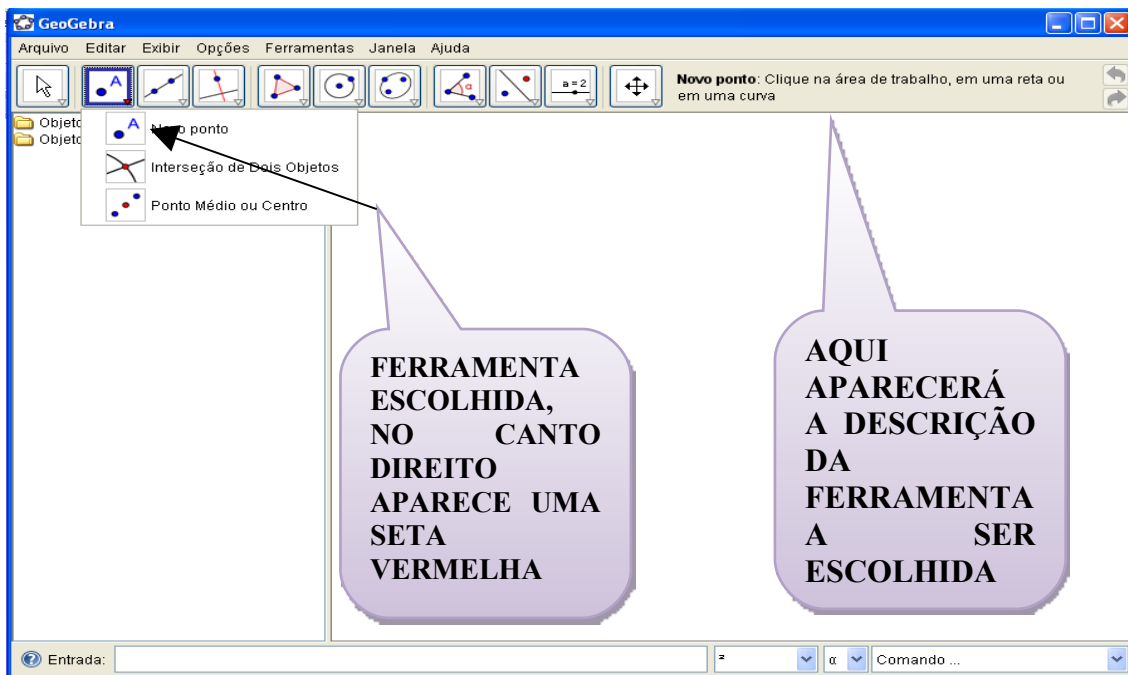 GeoGebra
Arquivo Editar Exibir Opções Ferramentas Janela Ajuda
A
α
a=2
Novo ponto: Clique na área de trabalho, em uma reta ou
em uma curva
Objeto
Objeto
A
Novo ponto
Interseção de Dois Objetos
Ponto Médio ou Centro
FERRAMENTA
ESCOLHIDA,
NO CANTO
DIREITO
APARECE UMA
SETA
VERMELHA
AQUI
APARECERÁ
A DESCRIÇÃO
DA
FERRAMENTA
A SER
ESCOLHIDA
Entrada:
α
Comando ...